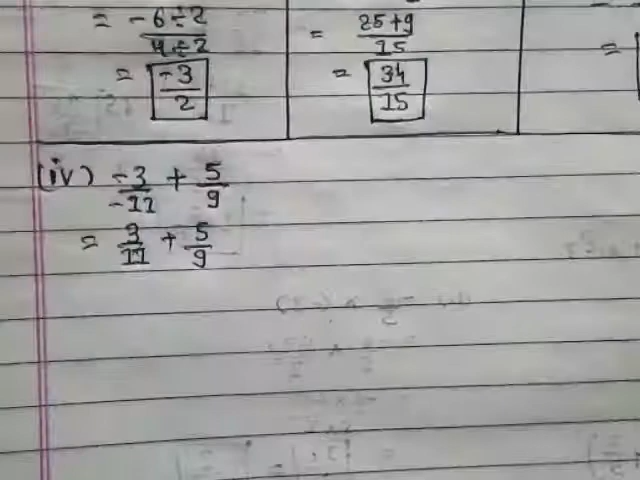 = -6÷2/4÷2
= -3/2
= 25+9/15
= 34/15
=
(iv) -3/-11 + 5/9
= 3/11 + 5/9